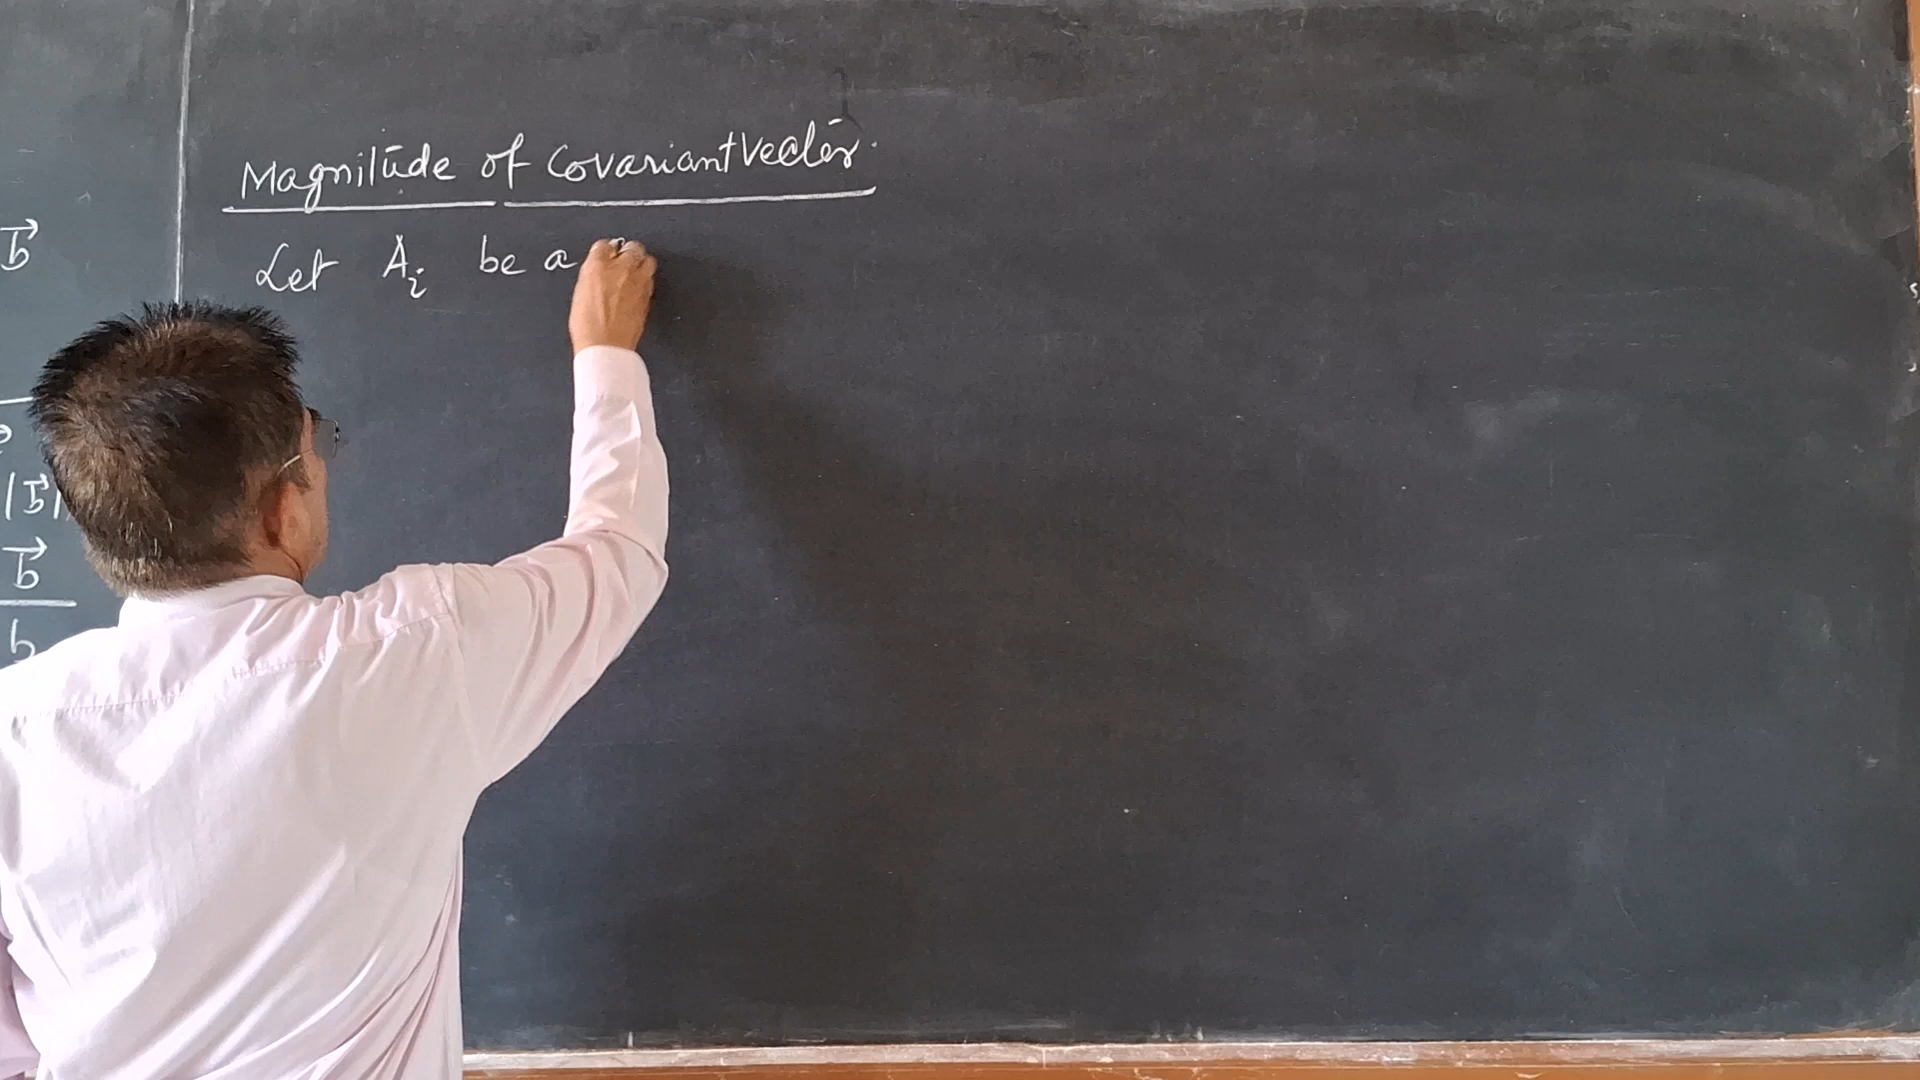 Magnitude of Covariant Vector.
Let A_i be a
b⃗
|b⃗|
b⃗
b